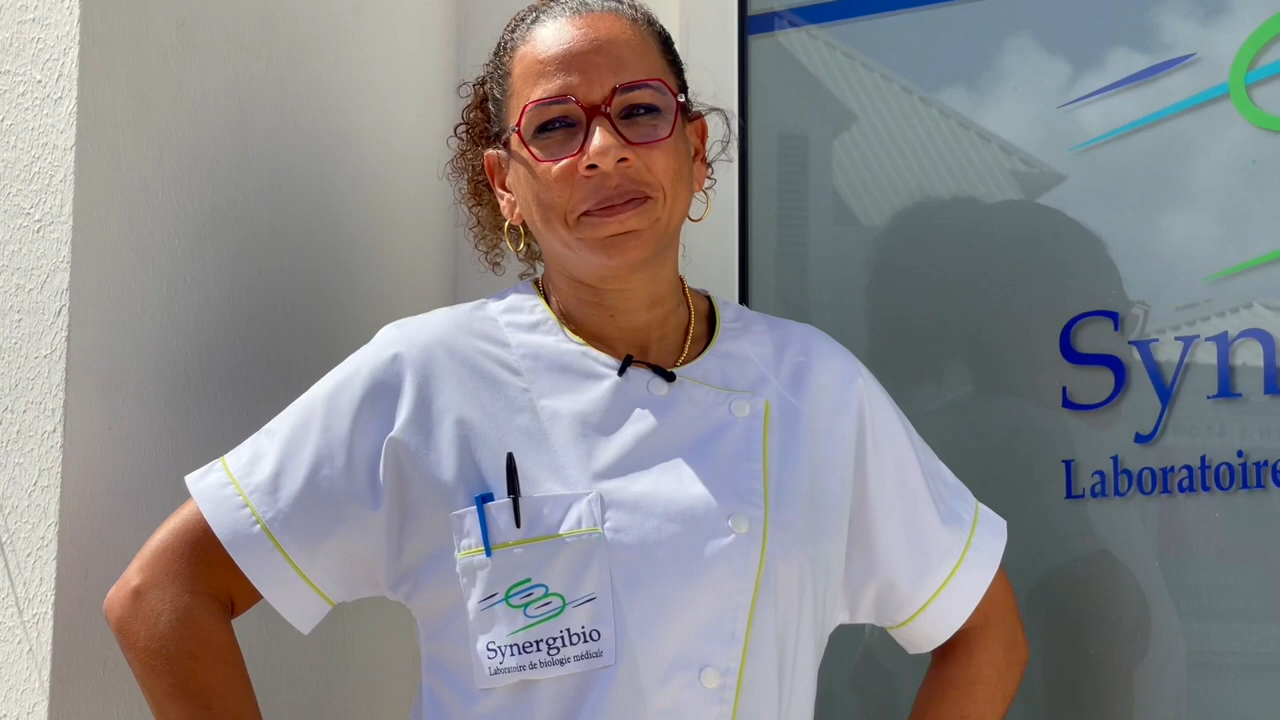 Synergibio
Laboratoire de biologie médicale
Syn
Laboratoire